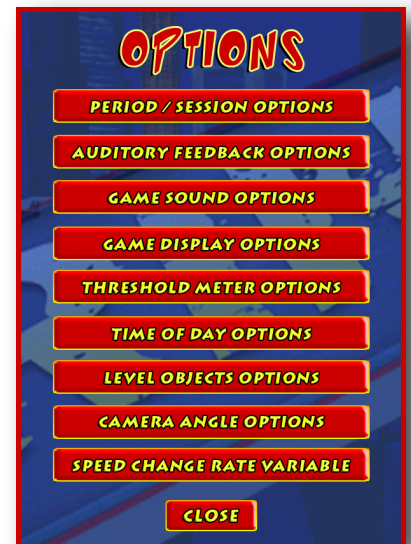 OPTIONS
PERIOD / SESSION OPTIONS
AUDITORY FEEDBACK OPTIONS
GAME SOUND OPTIONS
GAME DISPLAY OPTIONS
THRESHOLD METER OPTIONS
TIME OF DAY OPTIONS
LEVEL OBJECTS OPTIONS
CAMERA ANGLE OPTIONS
SPEED CHANGE RATE VARIABLE
CLOSE